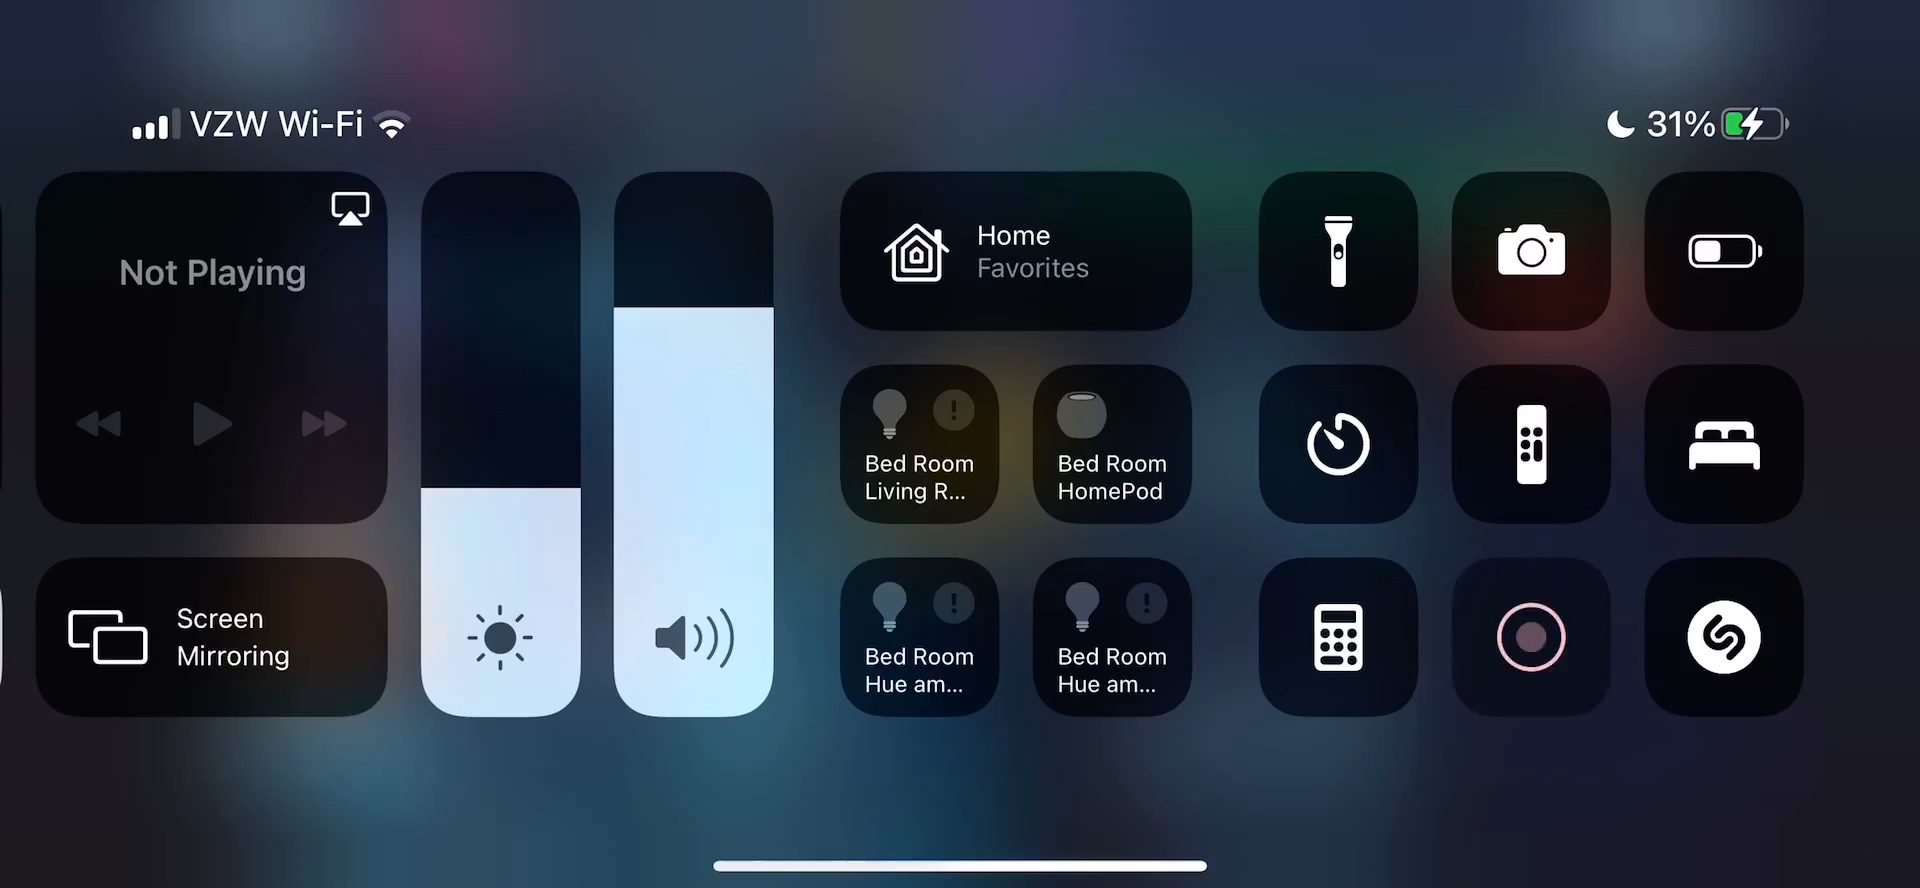 VZW Wi-Fi
31%
Not Playing
Screen
Mirroring
Home
Favorites
Bed Room
Living R...
Bed Room
HomePod
Bed Room
Hue am...
Bed Room
Hue am...